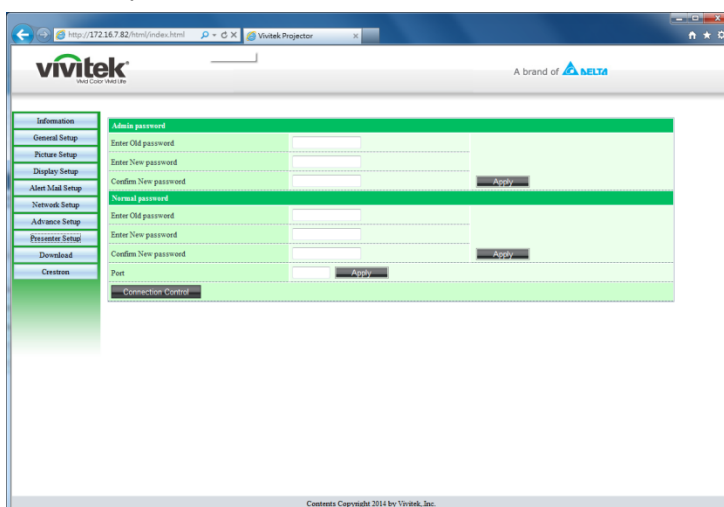 http://172.16.7.82/html/index.html
Vivitek Projector
vivitek
Vivid Color Vivid Life
A brand of DELTA
Information
General Setup
Picture Setup
Display Setup
Alert Mail Setup
Network Setup
Advance Setup
Presenter Setup
Download
Crestron
Admin password
Enter Old password
Enter New password
Confirm New password
Apply
Normal password
Enter Old password
Enter New password
Confirm New password
Apply
Port
Apply
Connection Control
Contents Copyright 2014 by Vivitek, Inc.